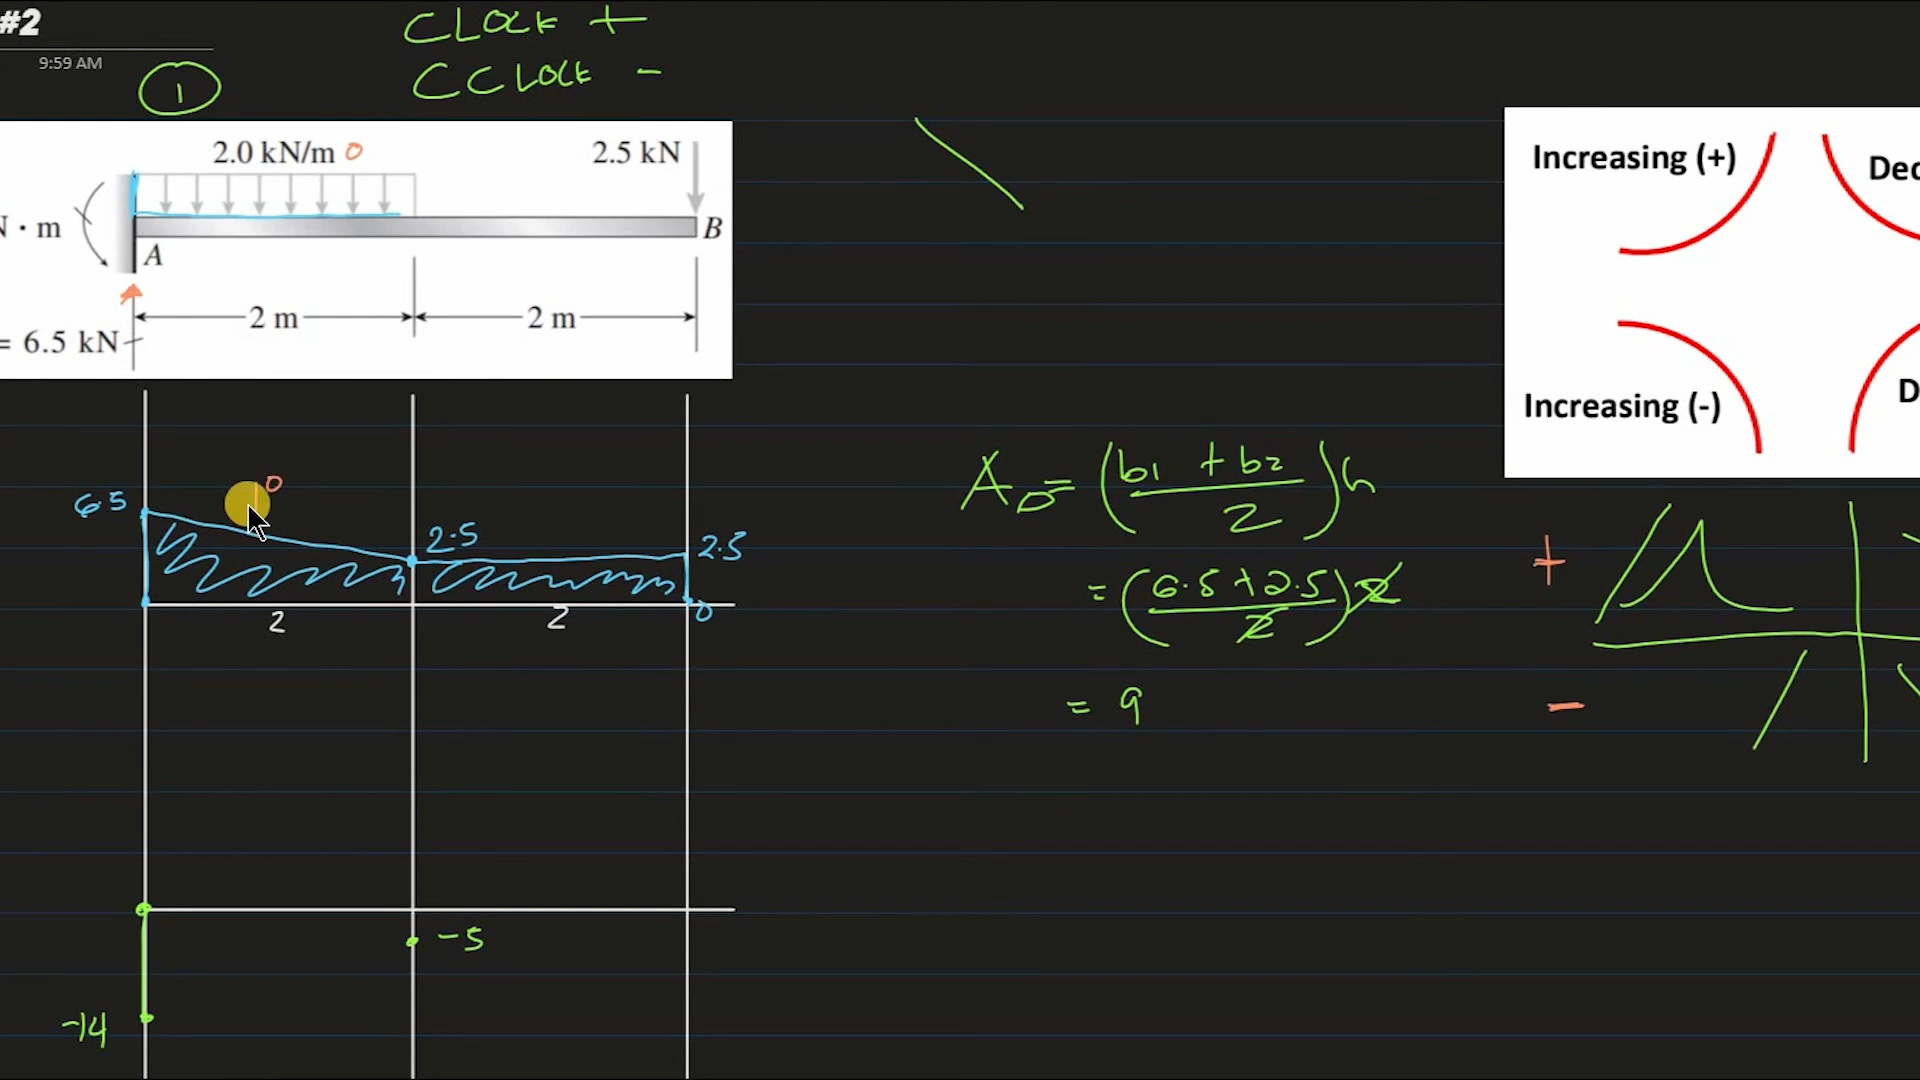 #2
9:59 AM
1
CLOCK +
CCLOCK -
2.0 kN/m 0
2.5 kN
N · m
A
B
2 m
2 m
= 6.5 kN
Increasing (+)
Dec
Increasing (-)
D
6.5
0
2.5
2.5
0
2
2
A = (b1 + b2 / 2) h
= (6.5 + 2.5 / 2) 2
= 9
+
-
-5
-14